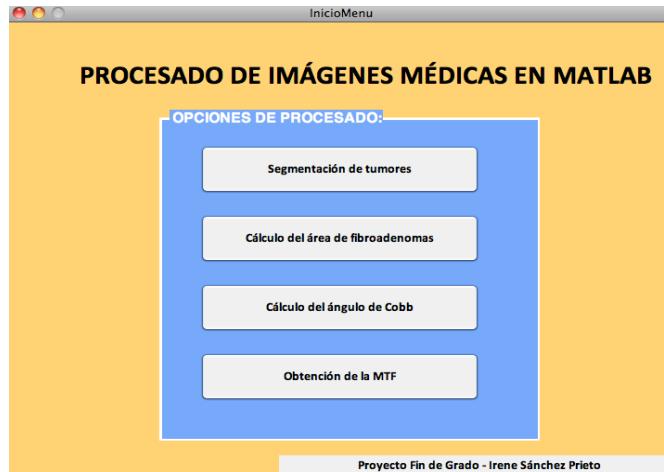 InicioMenu
PROCESADO DE IMÁGENES MÉDICAS EN MATLAB
OPCIONES DE PROCESADO:
Segmentación de tumores
Cálculo del área de fibroadenomas
Cálculo del ángulo de Cobb
Obtención de la MTF
Proyecto Fin de Grado - Irene Sánchez Prieto